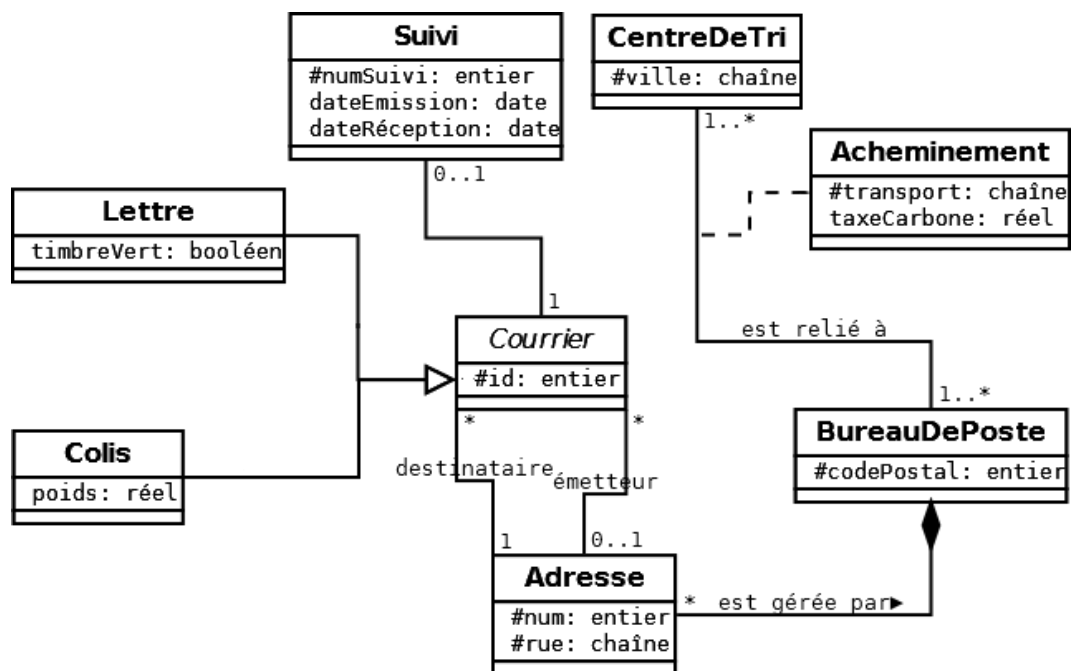 Suivi
#numSuivi: entier
dateEmission: date
dateRéception: date
0..1
CentreDeTri
#ville: chaîne
1..*
Acheminement
#transport: chaîne
taxeCarbone: réel
Lettre
timbreVert: booléen
1
Courrier
#id: entier
*
*
est relié à
1..*
BureauDePoste
#codePostal: entier
Colis
poids: réel
destinataire
émetteur
1
0..1
Adresse
#num: entier
#rue: chaîne
* est gérée par►